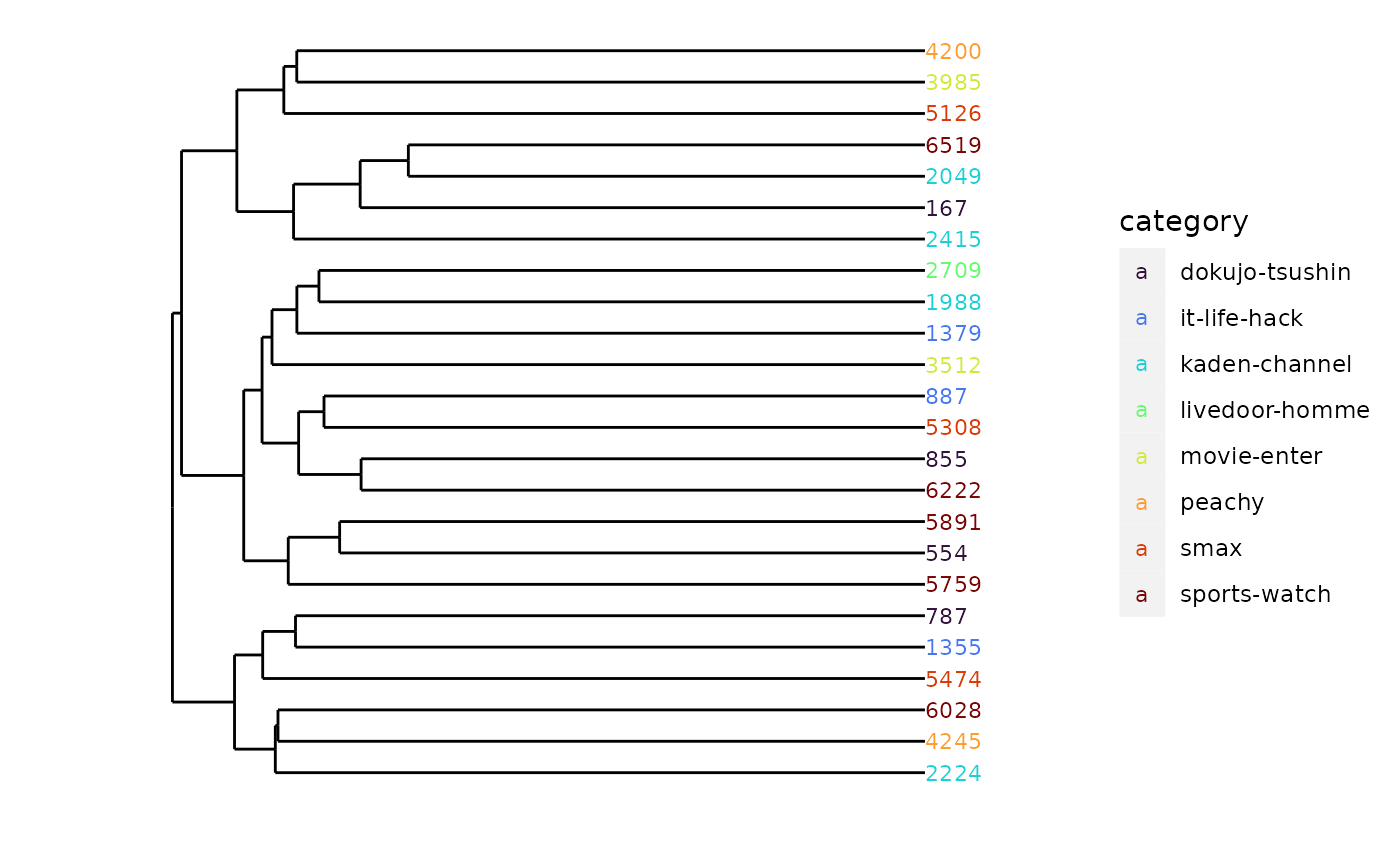 4200
3985
5126
6519
2049
167
2415
2709
1988
1379
3512
887
5308
855
6222
5891
554
5759
787
1355
5474
6028
4245
2224
category
a dokujo-tsushin
a it-life-hack
a kaden-channel
a livedoor-homme
a movie-enter
a peachy
a smax
a sports-watch